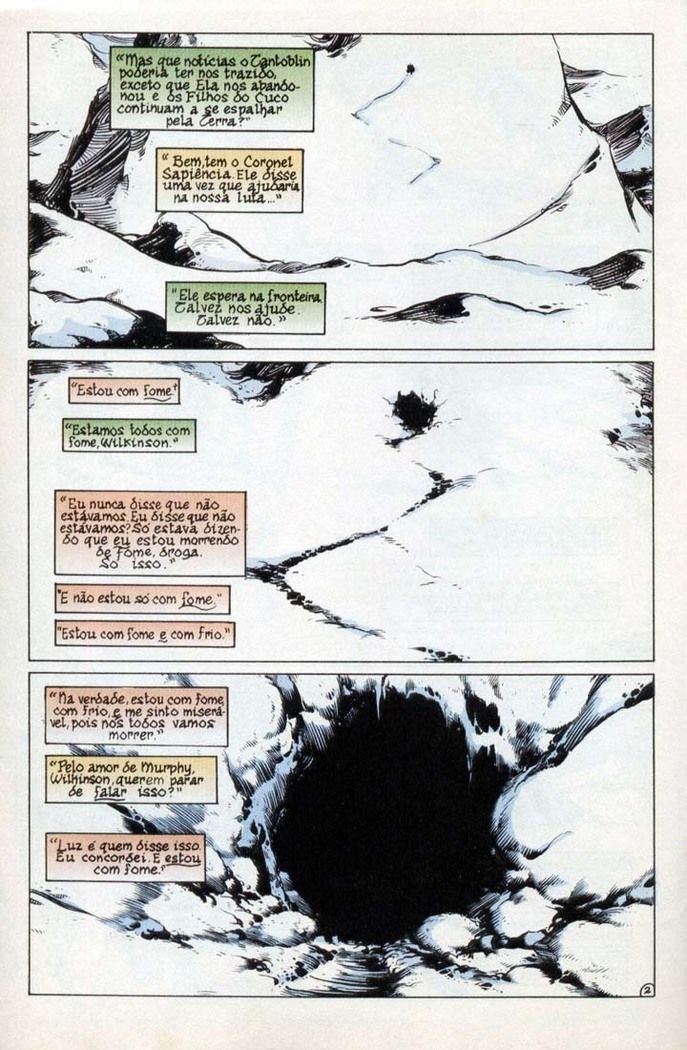 "Mas que notícias o Tantoblin
poderia ter nos trazido,
exceto que Ela nos abando-
nou e os Filhos do Cuco
continuam a se espalhar
pela Terra?"
"Bem, tem o Coronel
Sapiência. Ele disse
uma vez que ajudaria
na nossa luta..."
"Ele espera na fronteira.
Talvez nos ajude.
Talvez não."
"Estou com fome."
"Estamos todos com
fome, Wilkinson."
"Eu nunca disse que não
estávamos. Eu disse que não
estávamos? Só estava dizen-
do que eu estou morrendo
de fome, droga.
Só isso."
"E não estou só com fome."
"Estou com fome e com frio."
"Na verdade, estou com fome,
com frio, e me sinto miserá-
vel, pois nós todos vamos
morrer."
"Pelo amor de Murphy,
Wilkinson, querem parar
de falar isso?"
"Luz é quem disse isso.
Eu concordei. E estou
com fome."
2